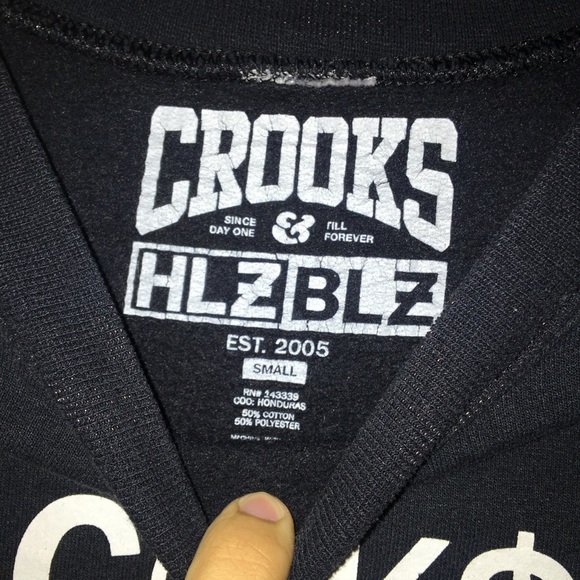 CROOKS
SINCE DAY ONE & TILL FOREVER
HLZBLZ
EST. 2005
SMALL
RN# 143339
COO: HONDURAS
50% COTTON
50% POLYESTER